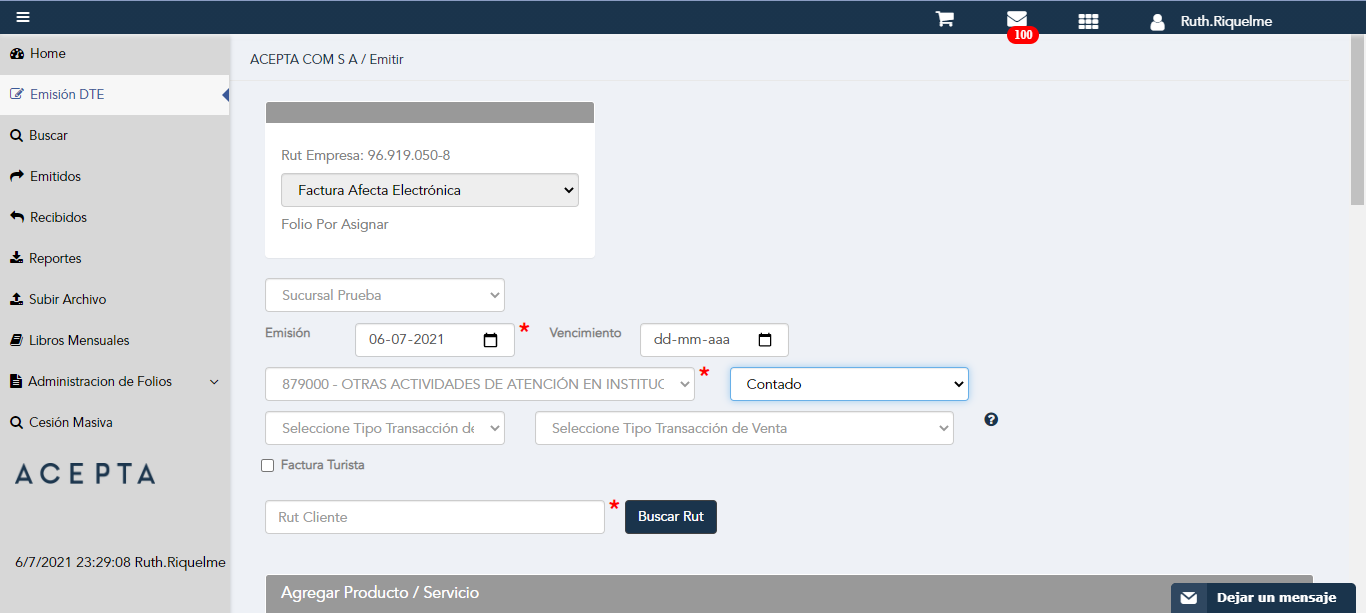 Ruth.Riquelme
100
Home
Emisión DTE
Buscar
Emitidos
Recibidos
Reportes
Subir Archivo
Libros Mensuales
Administracion de Folios
Cesión Masiva
ACEPTA
6/7/2021 23:29:08 Ruth.Riquelme
ACEPTA COM S A / Emitir
Rut Empresa: 96.919.050-8
Factura Afecta Electrónica
Folio Por Asignar
Sucursal Prueba
Emisión 06-07-2021 * Vencimiento dd-mm-aaa
879000 - OTRAS ACTIVIDADES DE ATENCIÓN EN INSTITUC * Contado
Seleccione Tipo Transacción de Seleccione Tipo Transacción de Venta ?
Factura Turista
Rut Cliente * Buscar Rut
Agregar Producto / Servicio
Dejar un mensaje